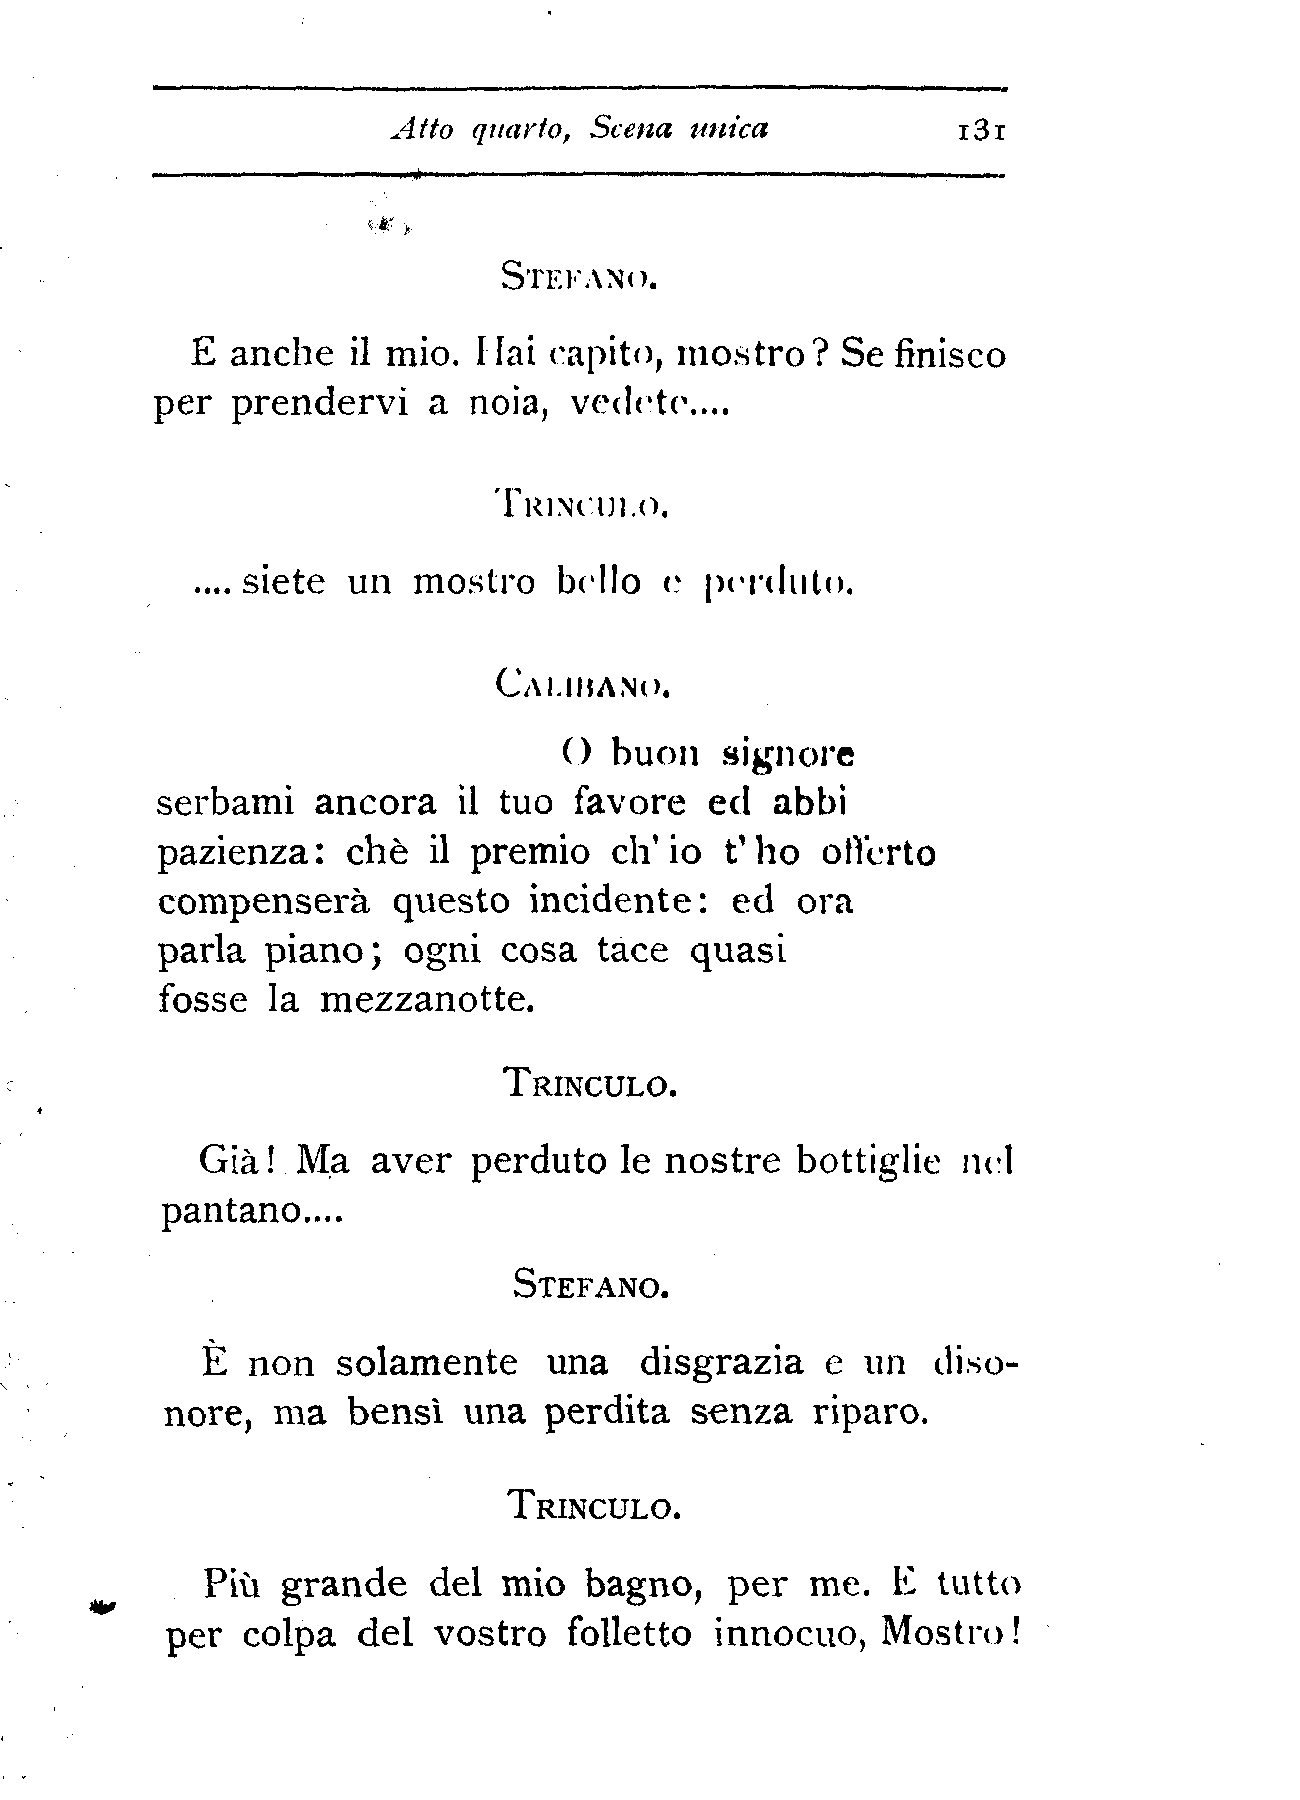 Atto quarto, Scena unica 131
STEFANO.
E anche il mio. Hai capito, mostro? Se finisco
per prendervi a noia, vedete....
TRINCULO.
.... siete un mostro bello e perduto.
CALIBANO.
O buon signore
serbami ancora il tuo favore ed abbi
pazienza: chè il premio ch' io t' ho offerto
compenserà questo incidente: ed ora
parla piano; ogni cosa tace quasi
fosse la mezzanotte.
TRINCULO.
Già! Ma aver perduto le nostre bottiglie nel
pantano....
STEFANO.
È non solamente una disgrazia e un diso-
nore, ma bensì una perdita senza riparo.
TRINCULO.
Più grande del mio bagno, per me. E tutto
per colpa del vostro folletto innocuo, Mostro!